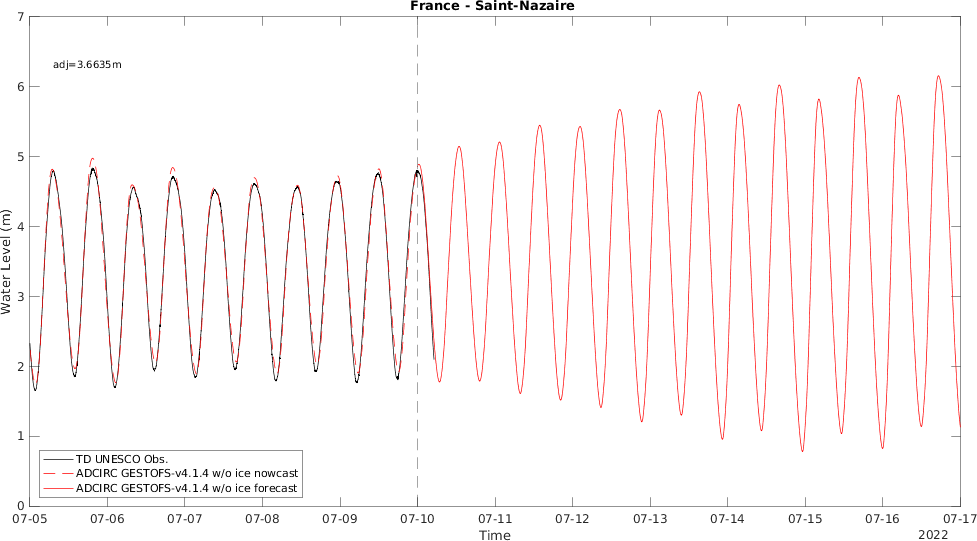 France - Saint-Nazaire
adj=3.6635m
7
6
5
4
3
2
1
0
Water Level (m)
TD UNESCO Obs.
ADCIRC GESTOFS-v4.1.4 w/o ice nowcast
ADCIRC GESTOFS-v4.1.4 w/o ice forecast
07-05 07-06 07-07 07-08 07-09 07-10 07-11 07-12 07-13 07-14 07-15 07-16 07-17
Time
2022